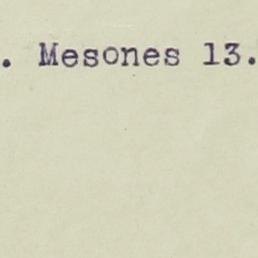 . Mesones 13.